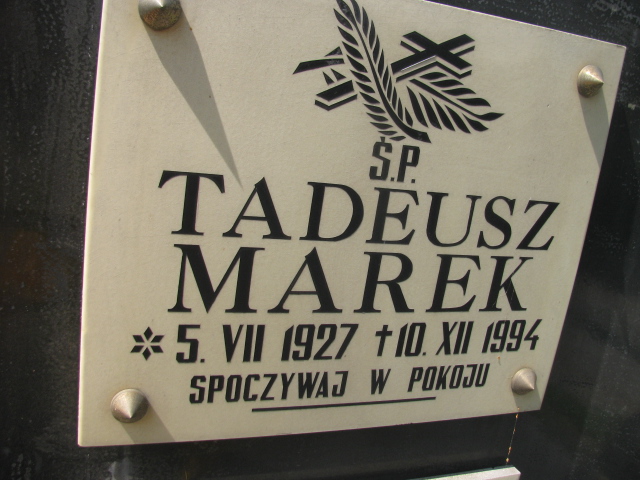 Ś.P.
TADEUSZ
MAREK
✲ 5. VII 1927 † 10. XII 1994
SPOCZYWAJ W POKOJU